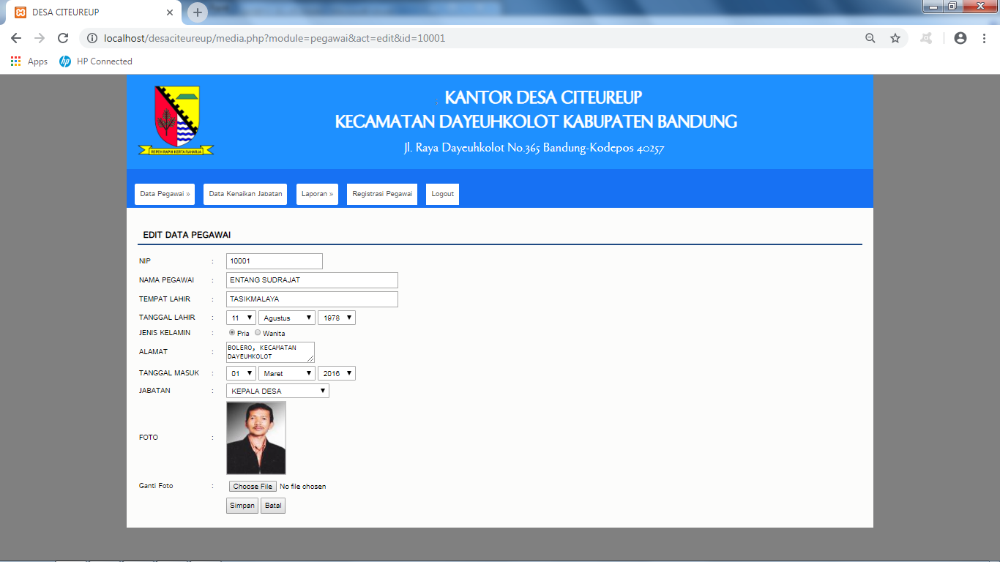 DESA CITEUREUP
localhost/desaciteureup/media.php?module=pegawai&act=edit&id=10001
Apps
HP Connected
KANTOR DESA CITEUREUP
KECAMATAN DAYEUHKOLOT KABUPATEN BANDUNG
Jl. Raya Dayeuhkolot No.365 Bandung-Kodepos 40257
REPEH RAPIH KERTA RAHARJA
Data Pegawai » Data Kenaikan Jabatan Laporan » Registrasi Pegawai Logout
EDIT DATA PEGAWAI
NIP : 10001
NAMA PEGAWAI : ENTANG SUDRAJAT
TEMPAT LAHIR : TASIKMALAYA
TANGGAL LAHIR : 11 Agustus 1978
JENIS KELAMIN : Pria Wanita
ALAMAT : BOLERO, KECAMATAN
DAYEUHKOLOT
TANGGAL MASUK : 01 Maret 2016
JABATAN : KEPALA DESA
FOTO :
Ganti Foto : Choose File No file chosen
Simpan Batal